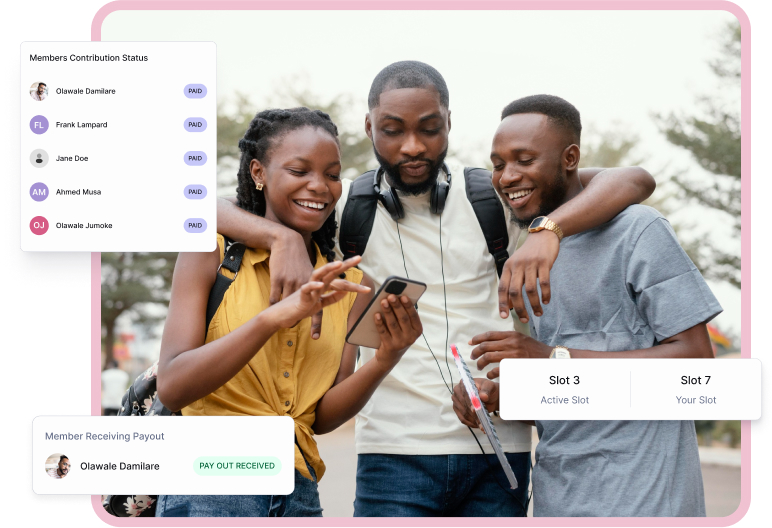 Members Contribution Status
Olawale Damilare PAID
FL Frank Lampard PAID
Jane Doe PAID
AM Ahmed Musa PAID
OJ Olawale Jumoke PAID
Slot 3 Slot 7
Active Slot Your Slot
Member Receiving Payout
Olawale Damilare PAY OUT RECEIVED